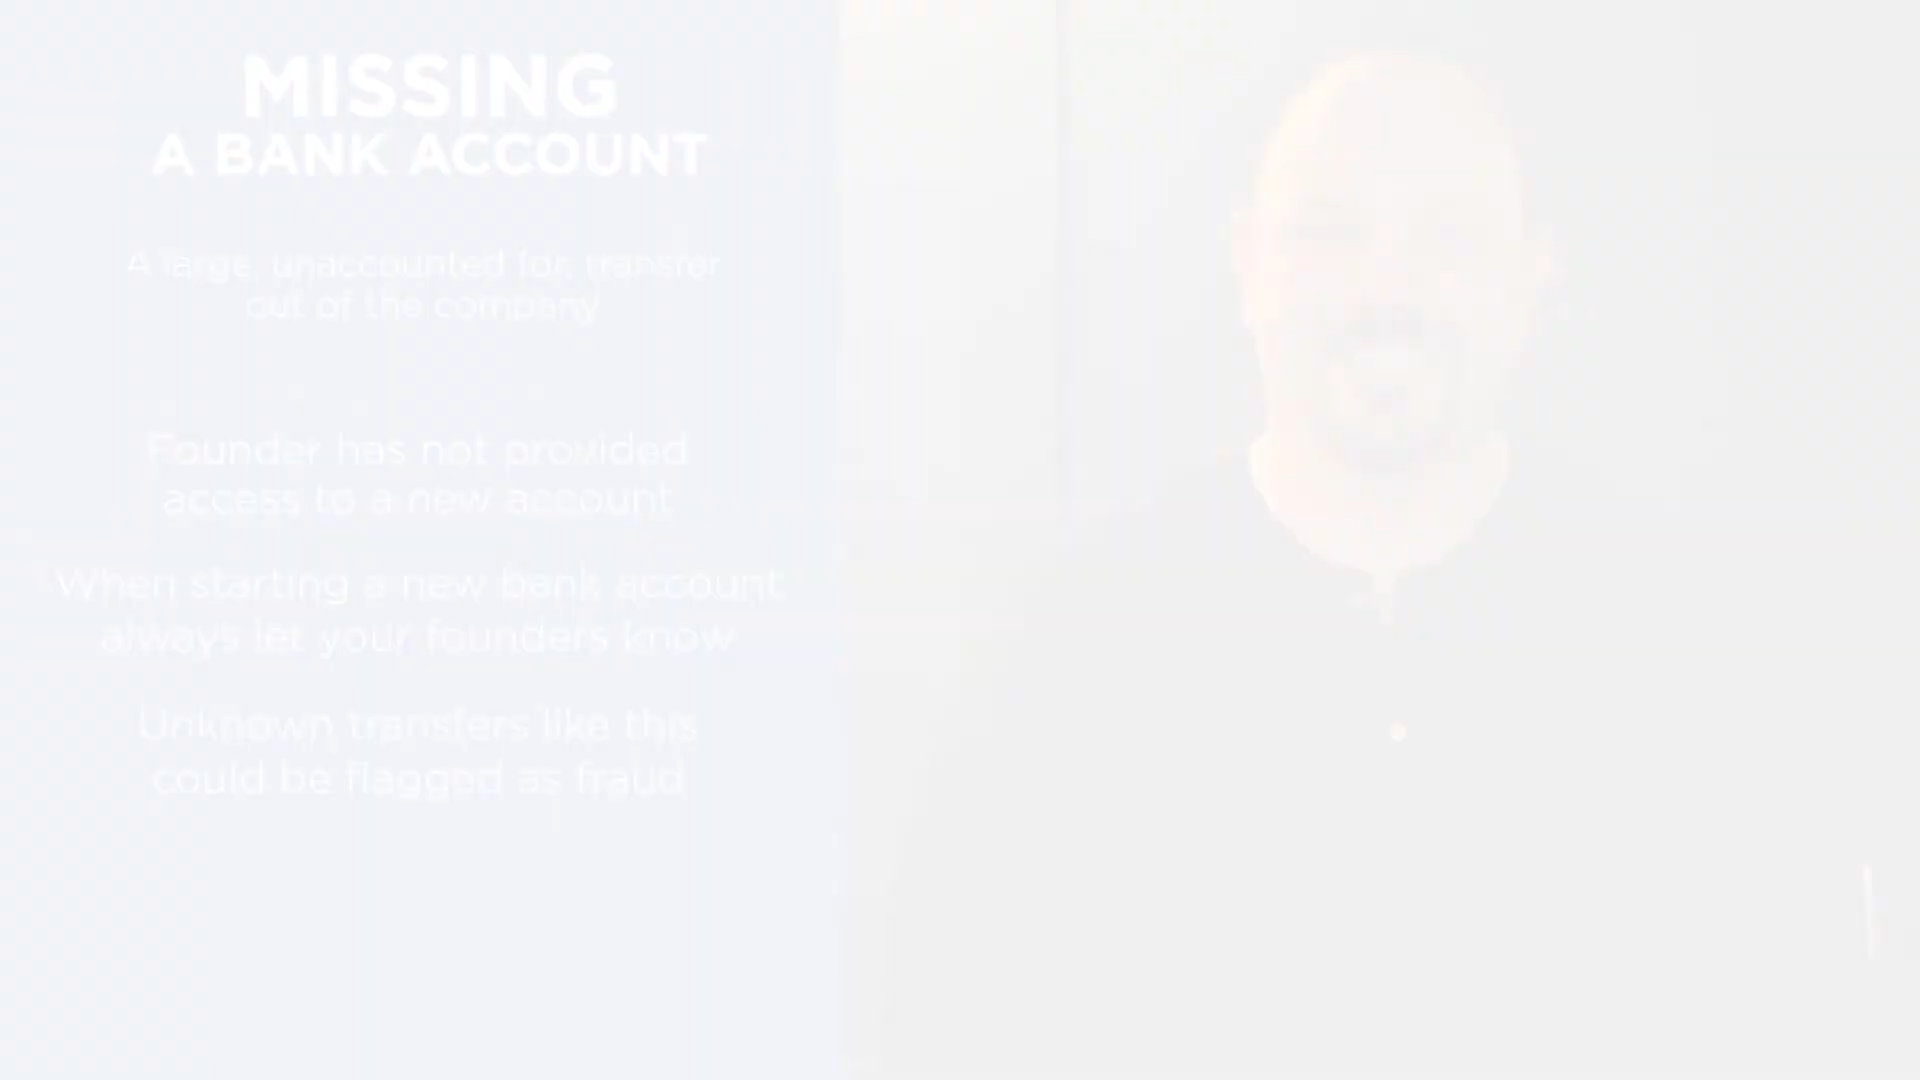 MISSING
A BANK ACCOUNT
A large, unaccounted for, transfer
out of the company
Founder has not provided
access to a new account
When starting a new bank account
always let your founders know
Unknown transfers like this
could be flagged as fraud